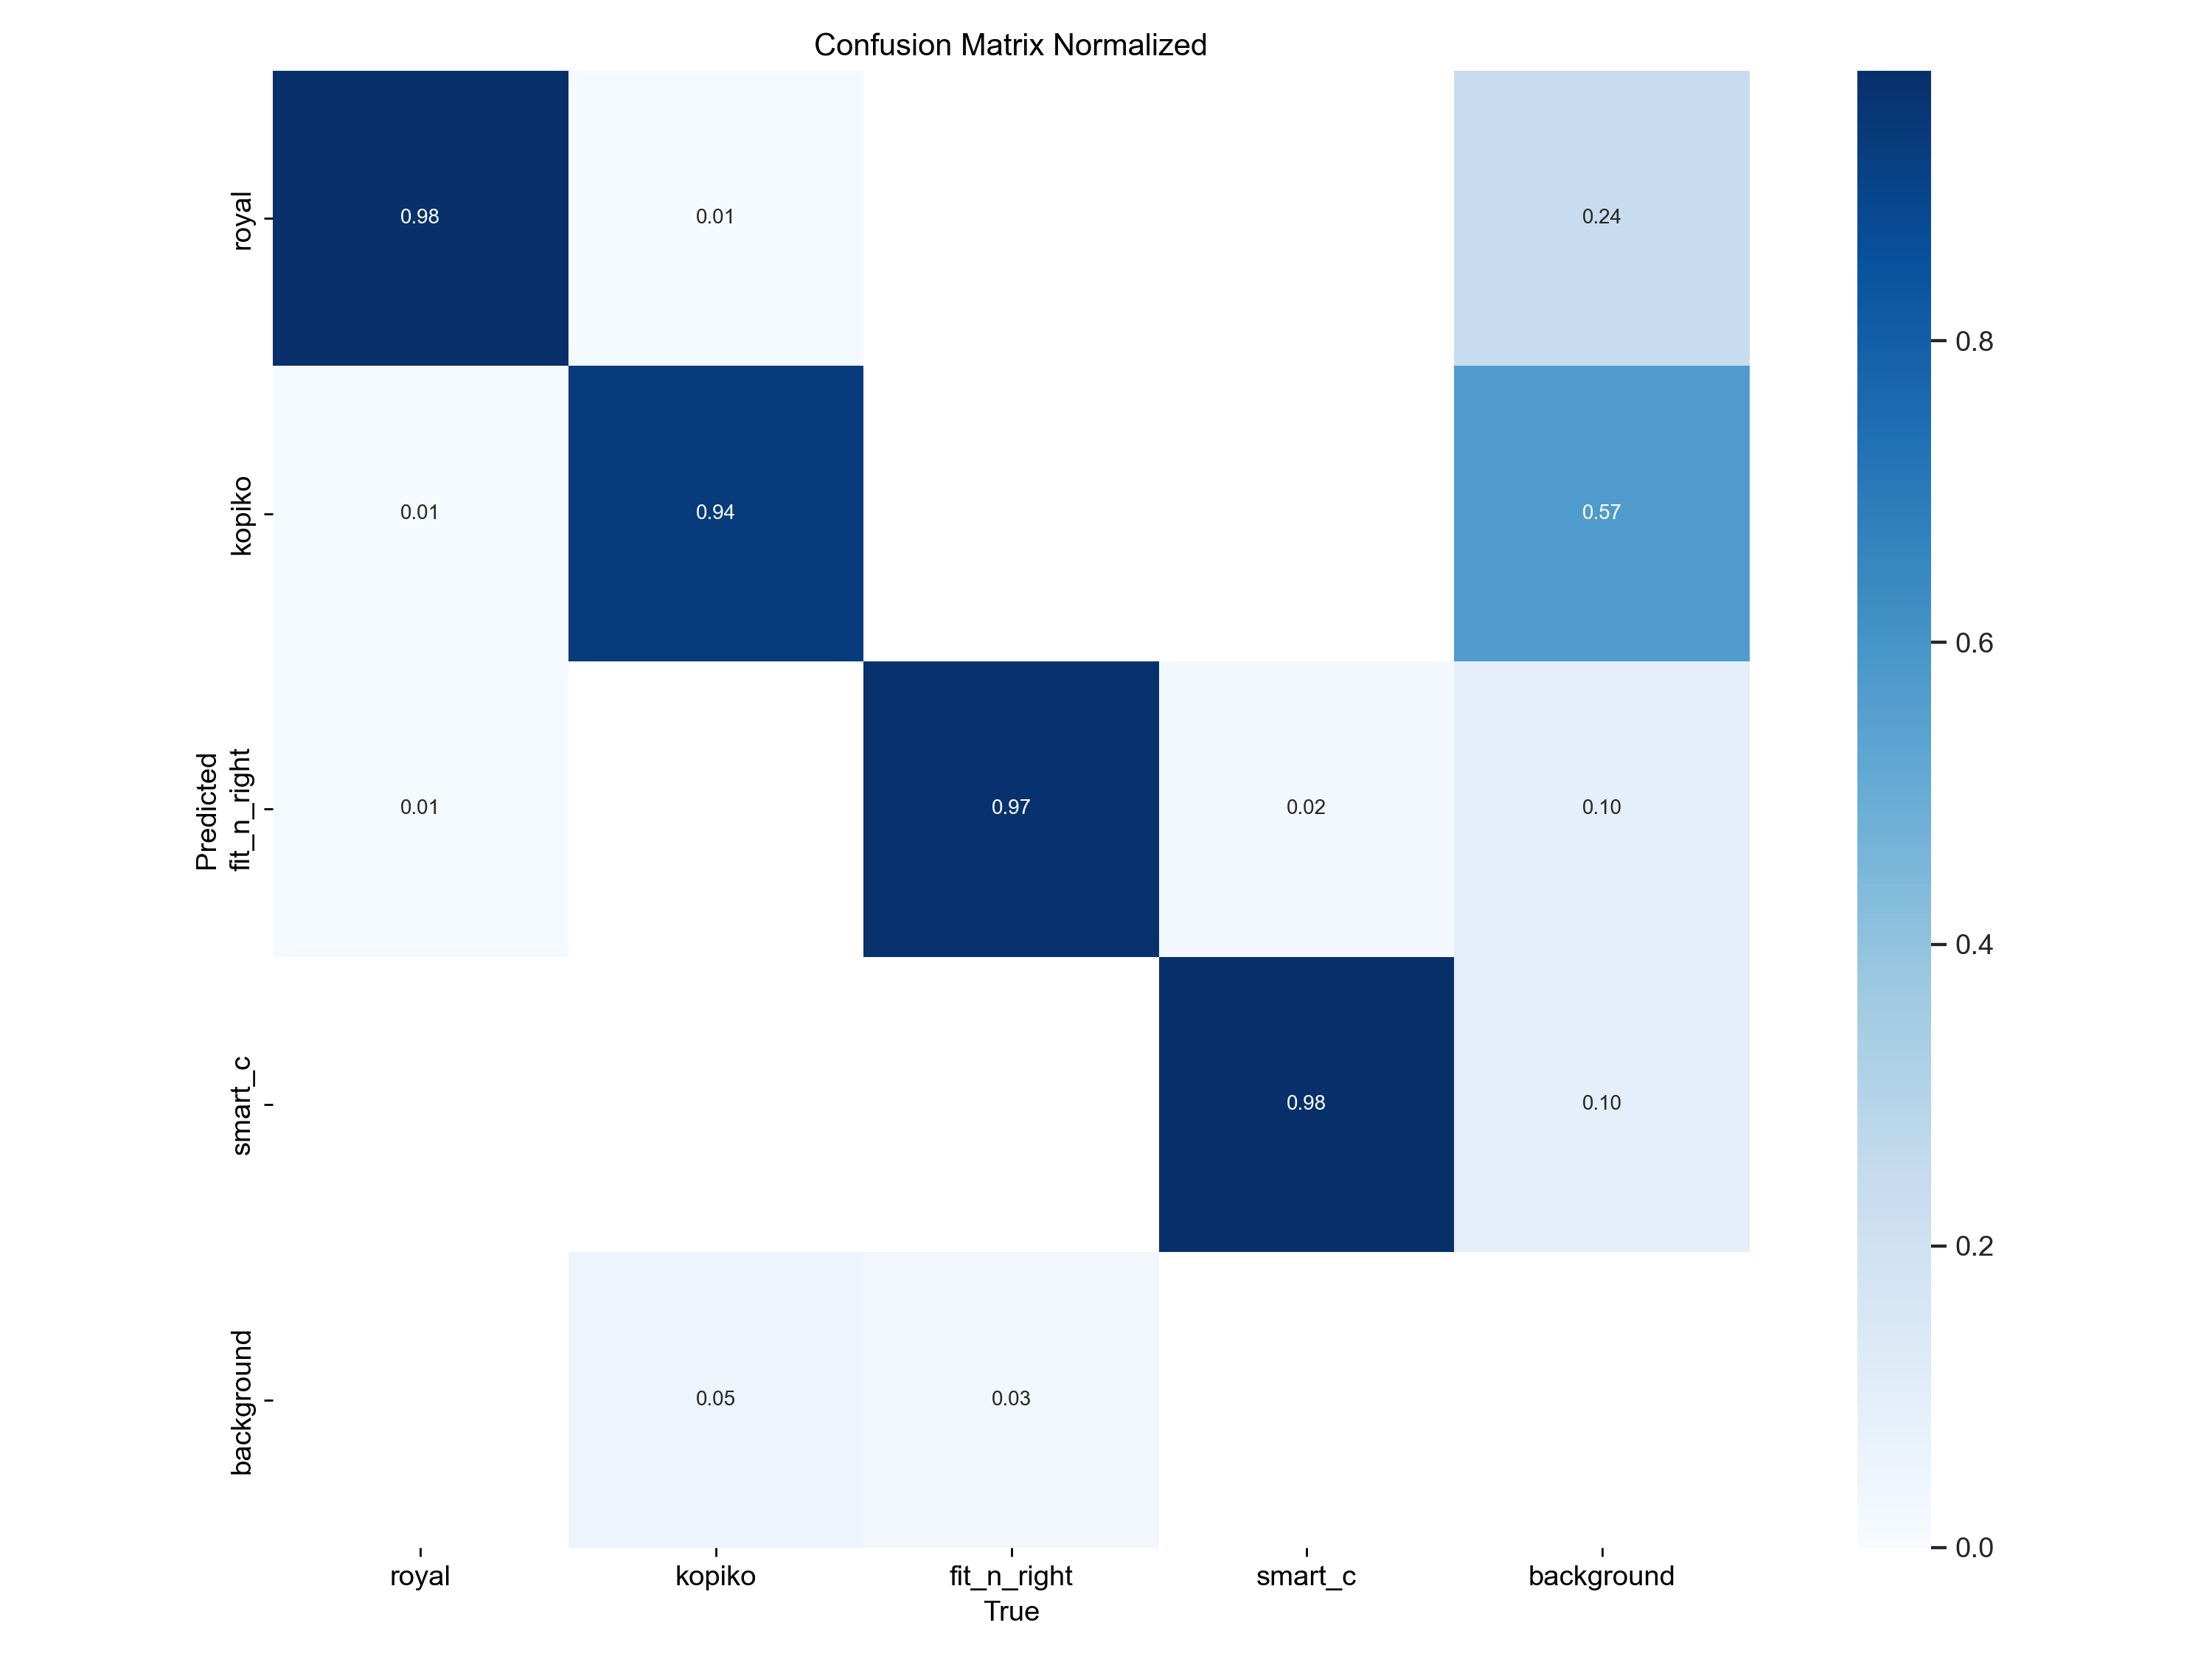 Confusion Matrix Normalized
royal
0.98
0.01
0.24
0.8
kopiko
0.01
0.94
0.57
0.6
Predicted
fit_n_right
0.01
0.97
0.02
0.10
0.4
smart_c
0.98
0.10
0.2
background
0.05
0.03
0.0
royal kopiko fit_n_right smart_c background
True